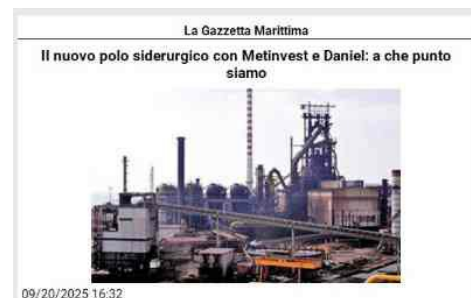 La Gazzetta Marittima
Il nuovo polo siderurgico con Metinvest e Daniel: a che punto
siamo
09/20/2025 16:32